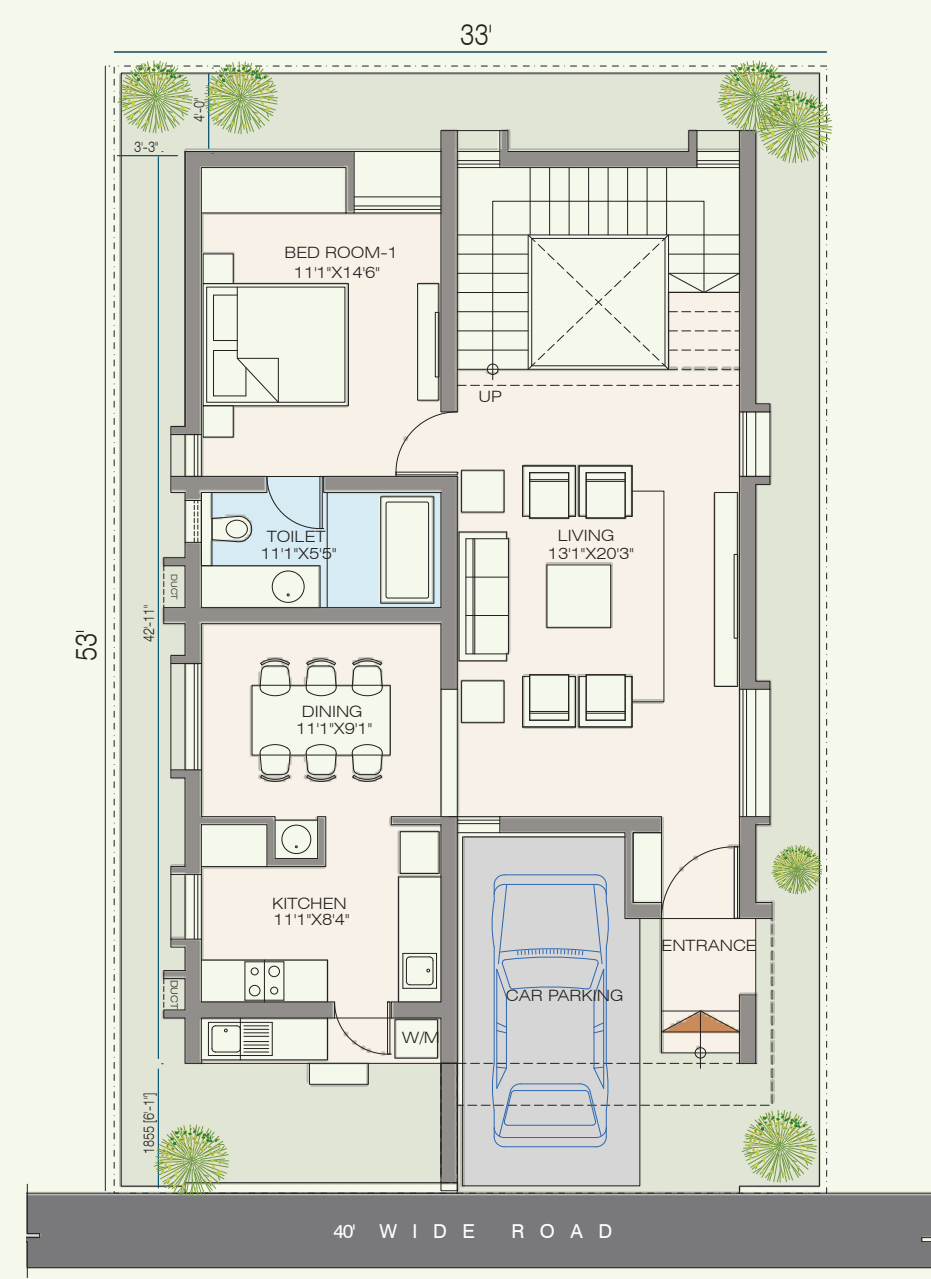 33'
4'-0"
3'-3"
BED ROOM-1
11'1"X14'6"
UP
TOILET
11'1"X5'5"
LIVING
13'1"X20'3"
DUCT
42'-11"
53'
DINING
11'1"X9'1"
KITCHEN
11'1"X8'4"
ENTRANCE
DUCT
CAR PARKING
W/M
1855 [6'-1"]
40' WIDE ROAD